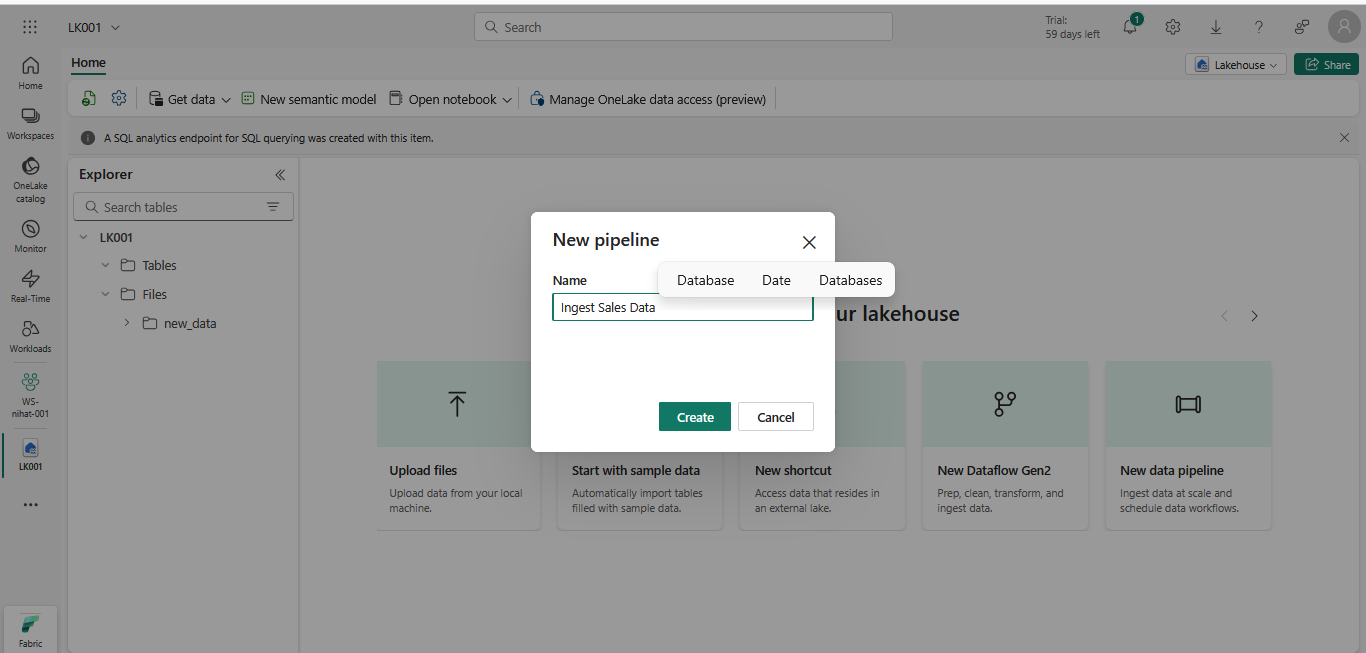 LK001
Search
Trial:
59 days left
1
Home
Lakehouse
Share
Get data
New semantic model
Open notebook
Manage OneLake data access (preview)
A SQL analytics endpoint for SQL querying was created with this item.
Home
Workspaces
OneLake
catalog
Monitor
Real-Time
Workloads
WS-
nihat-001
LK001
Fabric
Explorer
Search tables
LK001
Tables
Files
new_data
New pipeline
Name
Database Date Databases
Ingest Sales Data
Create
Cancel
ur lakehouse
Upload files
Upload data from your local
machine.
Start with sample data
Automatically import tables
filled with sample data.
New shortcut
Access data that resides in
an external lake.
New Dataflow Gen2
Prep, clean, transform, and
ingest data.
New data pipeline
Ingest data at scale and
schedule data workflows.